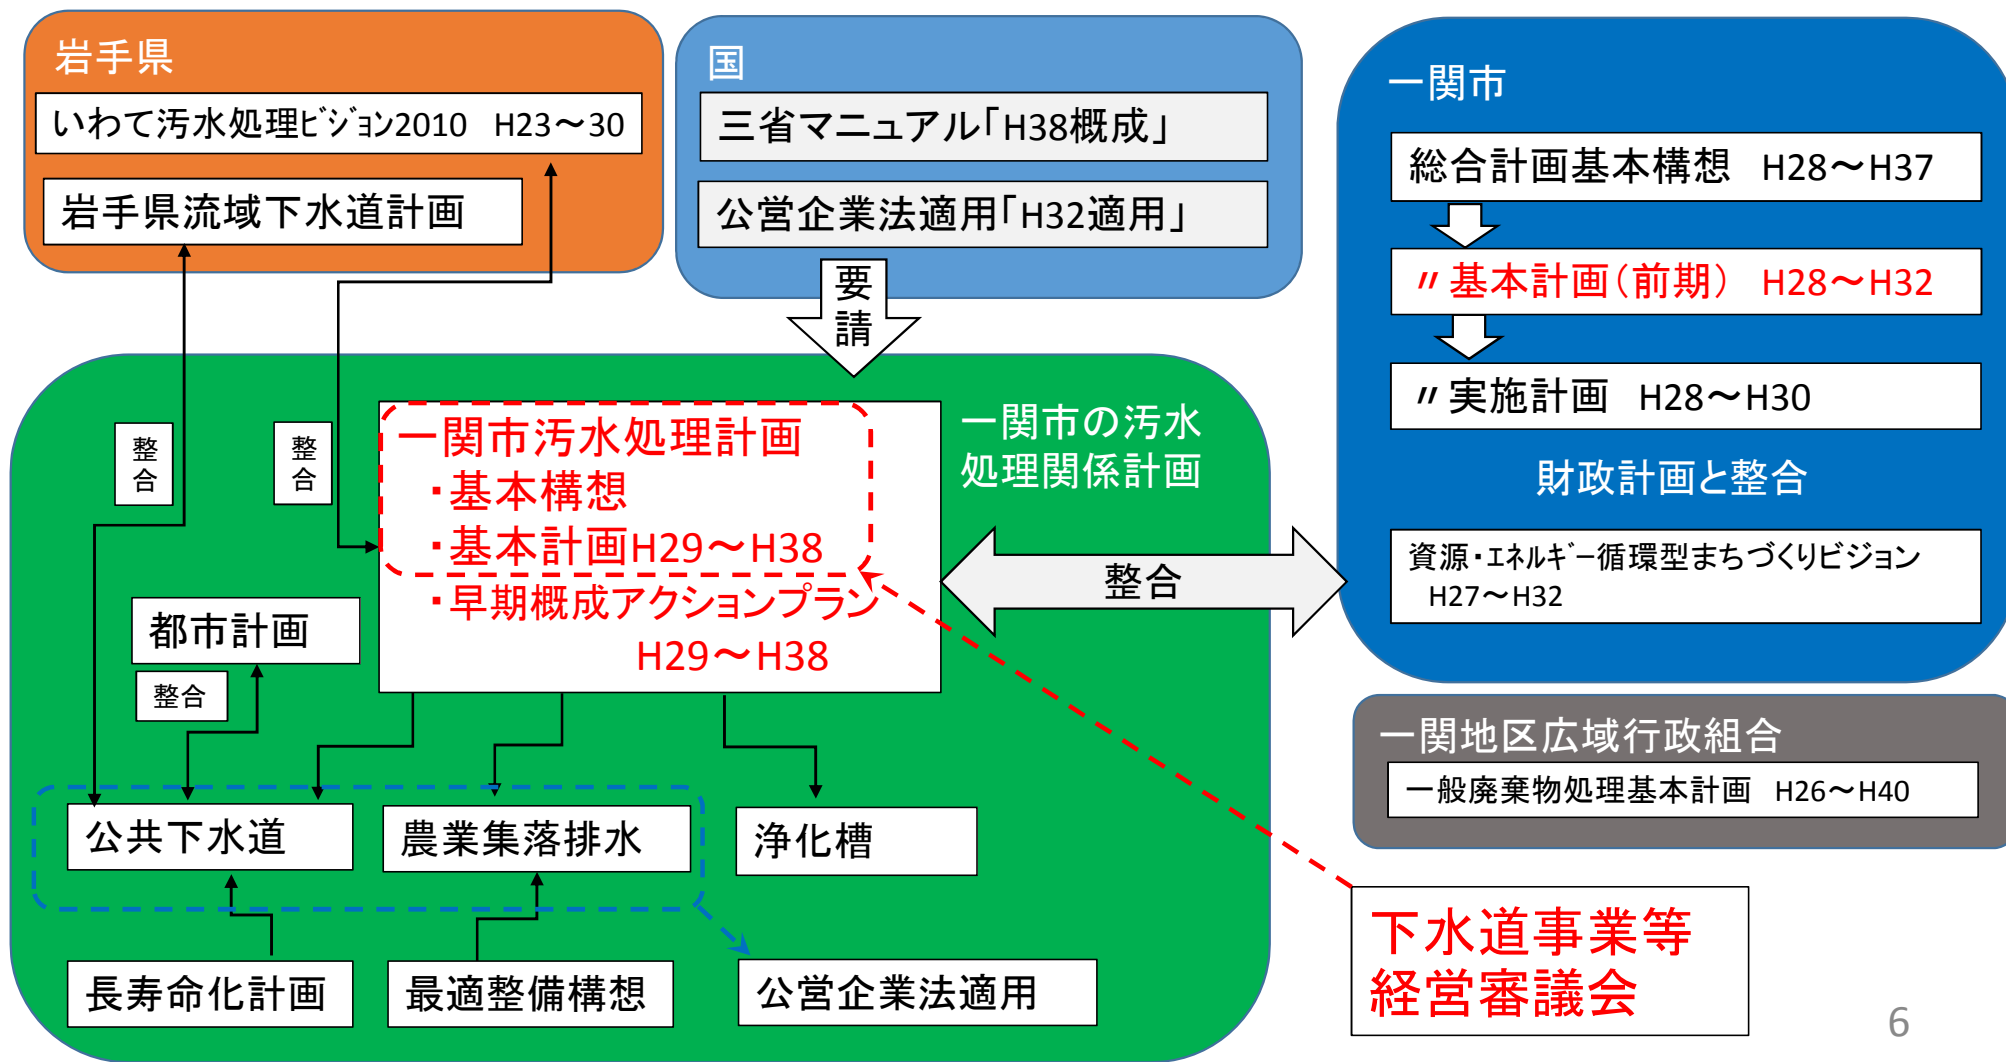 岩手県
いわて汚水処理ﾋﾞｼﾞｮﾝ2010 H23～30
岩手県流域下水道計画
国
三省マニュアル「H38概成」
公営企業法適用「H32適用」
要請
一関市
総合計画基本構想 H28～H37
〃基本計画（前期） H28～H32
〃実施計画 H28～H30
財政計画と整合
資源・ｴﾈﾙｷﾞｰ循環型まちづくりビジョン
H27～H32
一関地区広域行政組合
一般廃棄物処理基本計画 H26～H40
一関市の汚水
処理関係計画
一関市汚水処理計画
・基本構想
・基本計画H29～H38
・早期概成アクションプラン
H29～H38
整合
整合
整合
都市計画
整合
公共下水道
農業集落排水
浄化槽
長寿命化計画
最適整備構想
公営企業法適用
下水道事業等
経営審議会
6